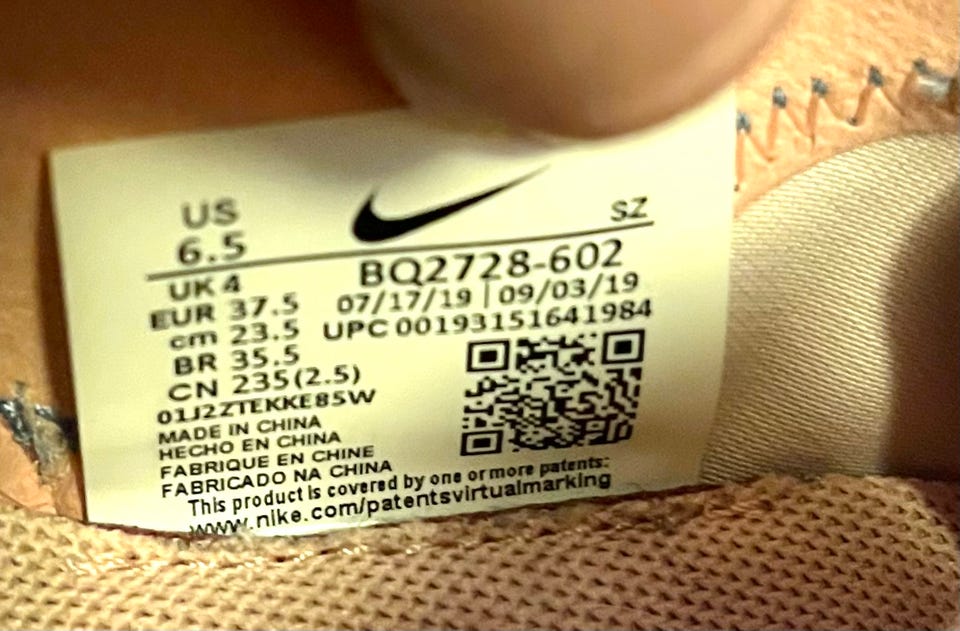 US
6.5
SZ
UK 4
EUR 37.5
cm 23.5
BR 35.5
CN 235(2.5)
BQ2728-602
07/17/19 | 09/03/19
UPC 00193151641984
01J2ZTEKKE85W
MADE IN CHINA
HECHO EN CHINA
FABRIQUE EN CHINE
FABRICADO NA CHINA
This product is covered by one or more patents:
www.nike.com/patentsvirtualmarking